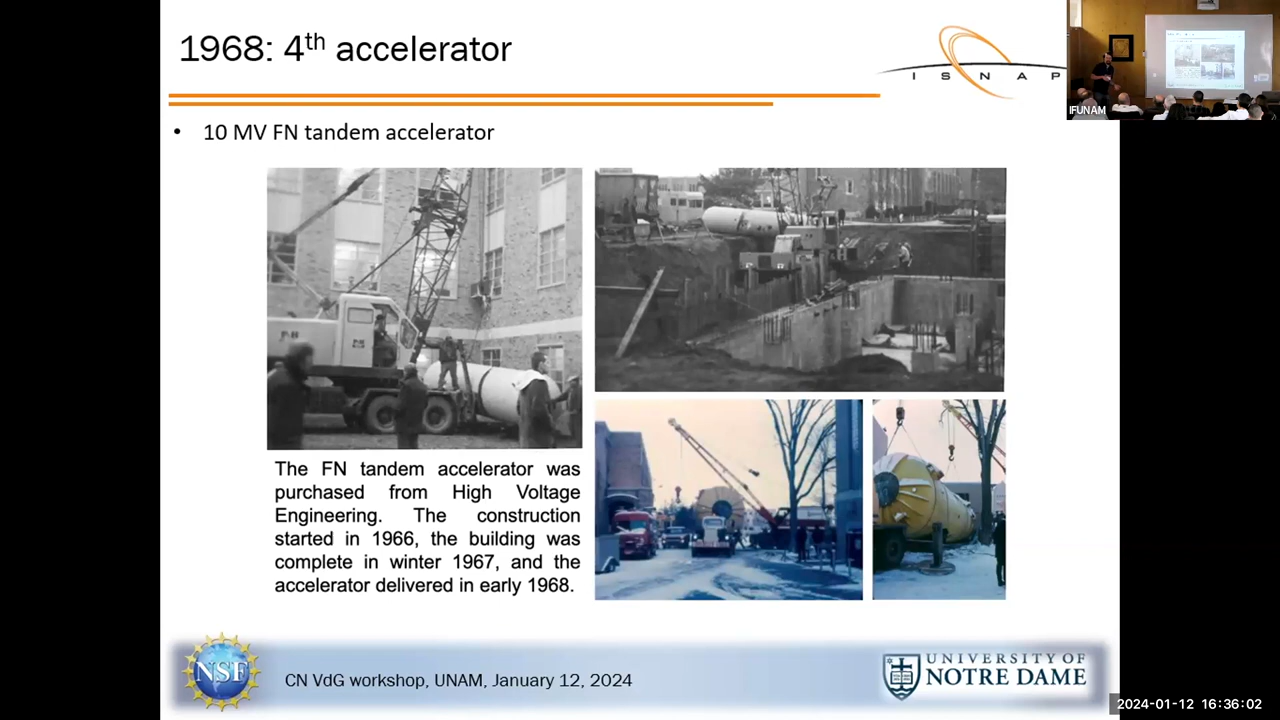 1968: 4th accelerator
ISNAP
IFUNAM
• 10 MV FN tandem accelerator
The FN tandem accelerator was
purchased from High Voltage
Engineering. The construction
started in 1966, the building was
complete in winter 1967, and the
accelerator delivered in early 1968.
NSF
CN VdG workshop, UNAM, January 12, 2024
UNIVERSITY OF
NOTRE DAME
2024-01-12 16:36:02